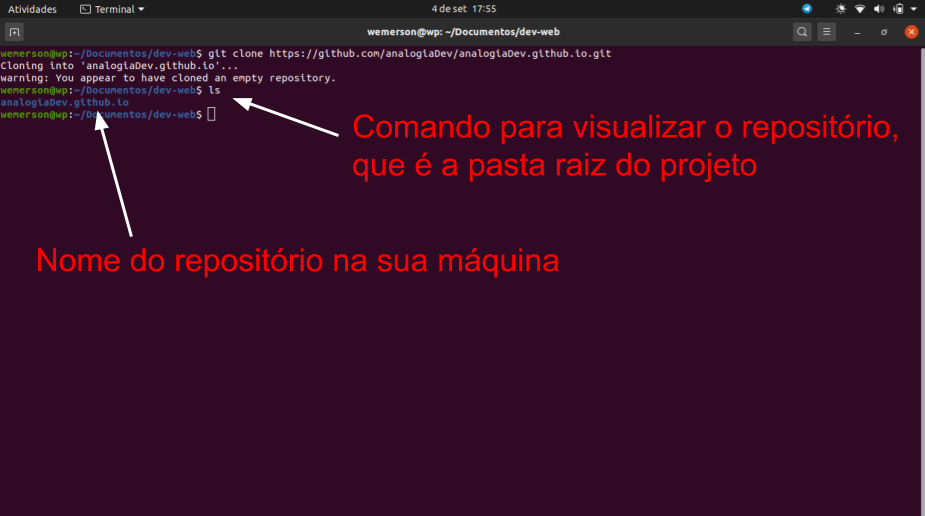 Atividades Terminal 4 de set 17:55
wemerson@wp: ~/Documentos/dev-web
wemerson@wp:~/Documentos/dev-web$ git clone https://github.com/analogiaDev/analogiaDev.github.io.git
Cloning into 'analogiaDev.github.io'...
warning: You appear to have cloned an empty repository.
wemerson@wp:~/Documentos/dev-web$ ls
analogiaDev.github.io
wemerson@wp:~/Documentos/dev-web$
Comando para visualizar o repositório,
que é a pasta raiz do projeto
Nome do repositório na sua máquina